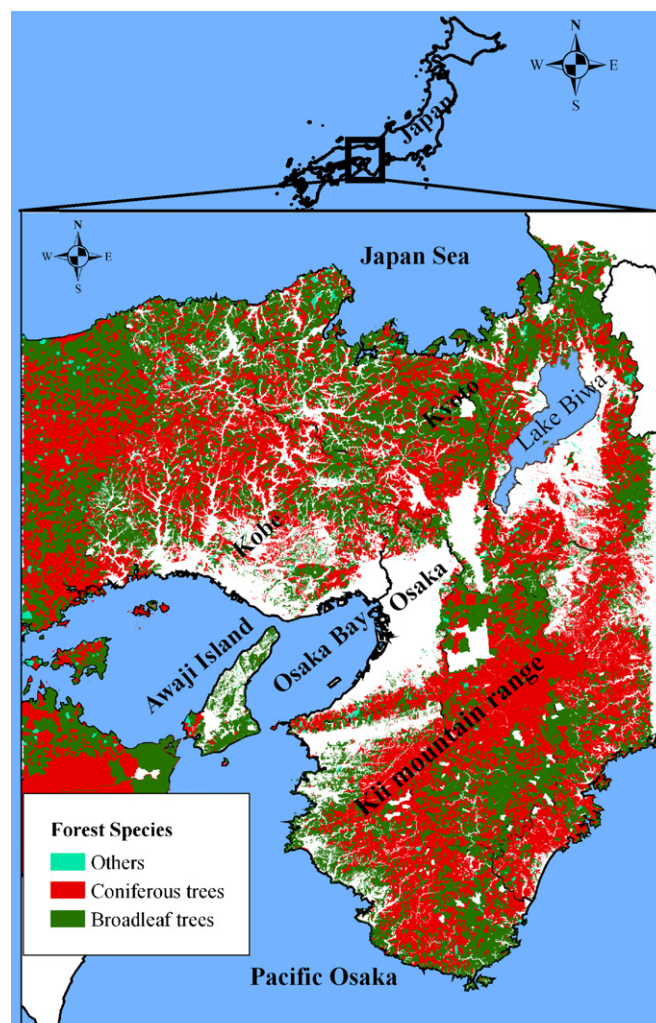 N
W E
S
Japan
N
W E
S
Japan Sea
Kyoto
Lake Biwa
Kobe
Osaka
Osaka Bay
Awaji Island
Kii mountain range
Forest Species
Others
Coniferous trees
Broadleaf trees
Pacific Osaka